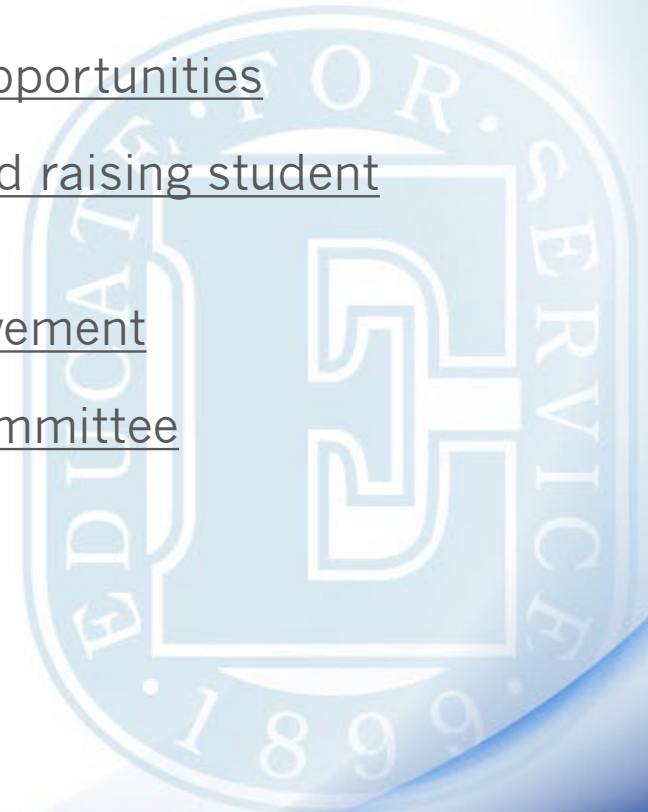 pportunities
d raising student
vement
mmittee
EDUCATE · FOR · SERVICE
· 1899 ·
E